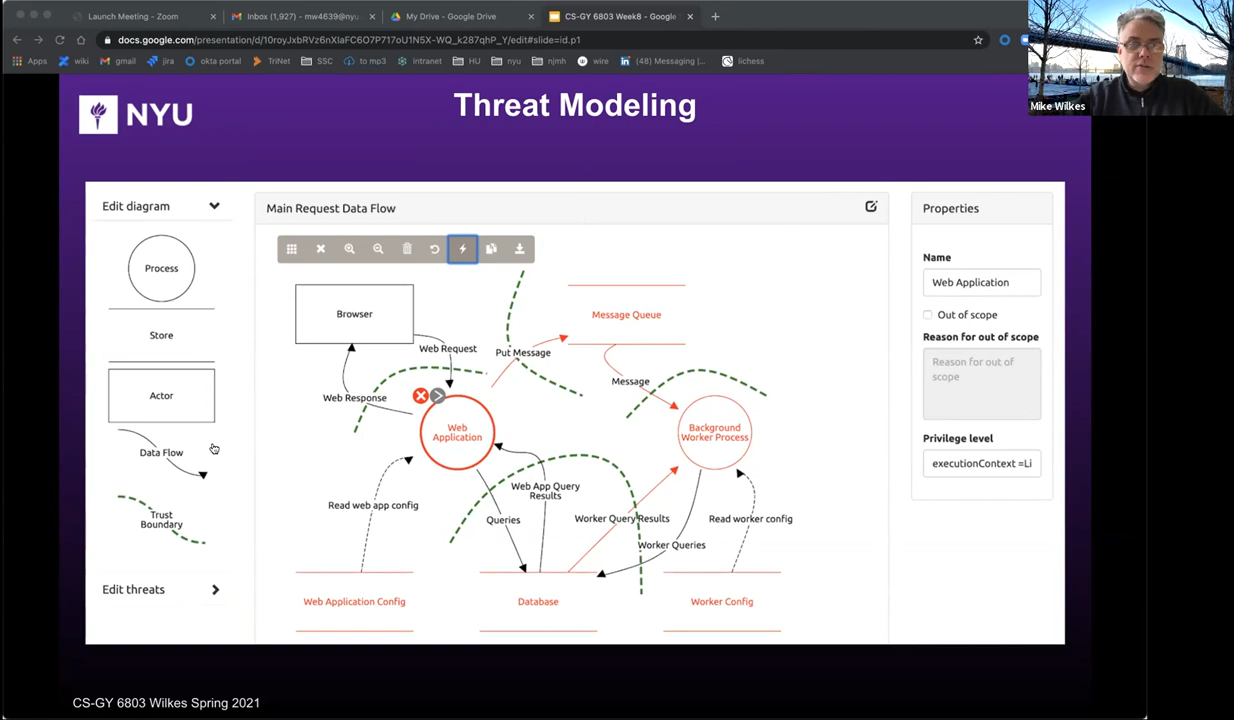 Launch Meeting - Zoom
Inbox (1,927) - mw4639@nyu
My Drive - Google Drive
CS-GY 6803 Week8 - Google
docs.google.com/presentation/d/10royJxbRVz6nXlaFC6O7P717oU1N5X-WQ_k287qhP_Y/edit#slide=id.p1
Apps
wiki
gmail
jira
okta portal
TriNet
SSC
to mp3
intranet
HU
nyu
njmh
wire
(48) Messaging |...
lichess
Mike Wilkes
NYU
Threat Modeling
Edit diagram
Process
Store
Actor
Data Flow
Trust
Boundary
Edit threats
Main Request Data Flow
Browser
Message Queue
Web Request
Put Message
Message
Web Response
Web
Application
Background
Worker Process
Read web app config
Web App Query
Results
Queries
Worker Query Results
Read worker config
Worker Queries
Web Application Config
Database
Worker Config
Properties
Name
Web Application
Out of scope
Reason for out of scope
Reason for out of
scope
Privilege level
executionContext =Li
CS-GY 6803 Wilkes Spring 2021